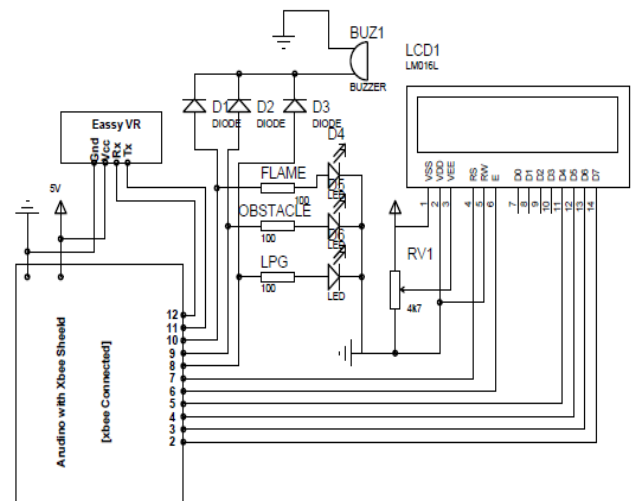 BUZ1
BUZZER
LCD1
LM016L
D1
DIODE
D2
DIODE
D3
DIODE
D4
LED
D5
LED
D6
LED
Eassy VR
Gnd
Vcc
Rx
Tx
5V
FLAME
100
OBSTACLE
100
LPG
100
VSS
VDD
VEE
RS
RW
E
D0
D1
D2
D3
D4
D5
D6
D7
1
2
3
4
5
6
7
8
9
10
11
12
13
14
RV1
4k7
12
11
10
9
8
7
6
5
4
3
2
Arudino with Xbee Sheeld
[xbee Connected]